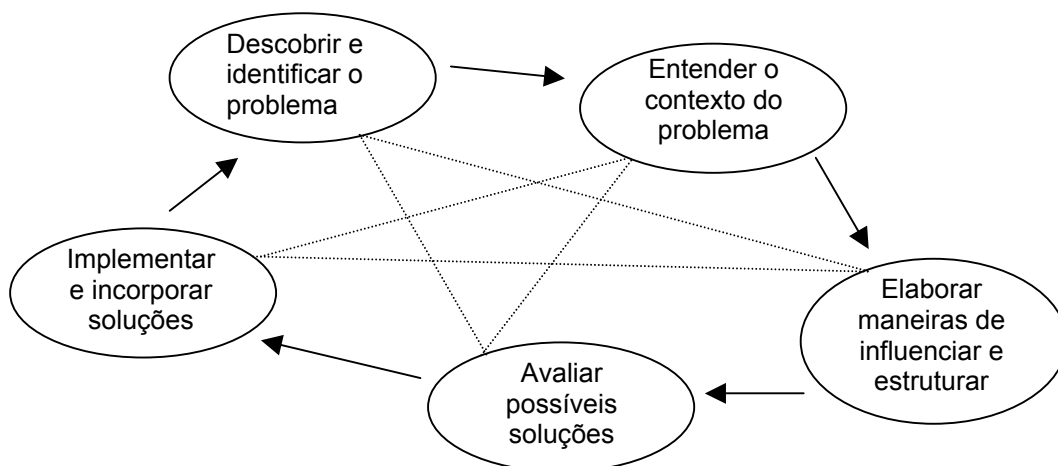 Descobrir e
identificar o
problema
Entender o
contexto do
problema
Elaborar
maneiras de
influenciar e
estruturar
Avaliar
possíveis
soluções
Implementar
e incorporar
soluções